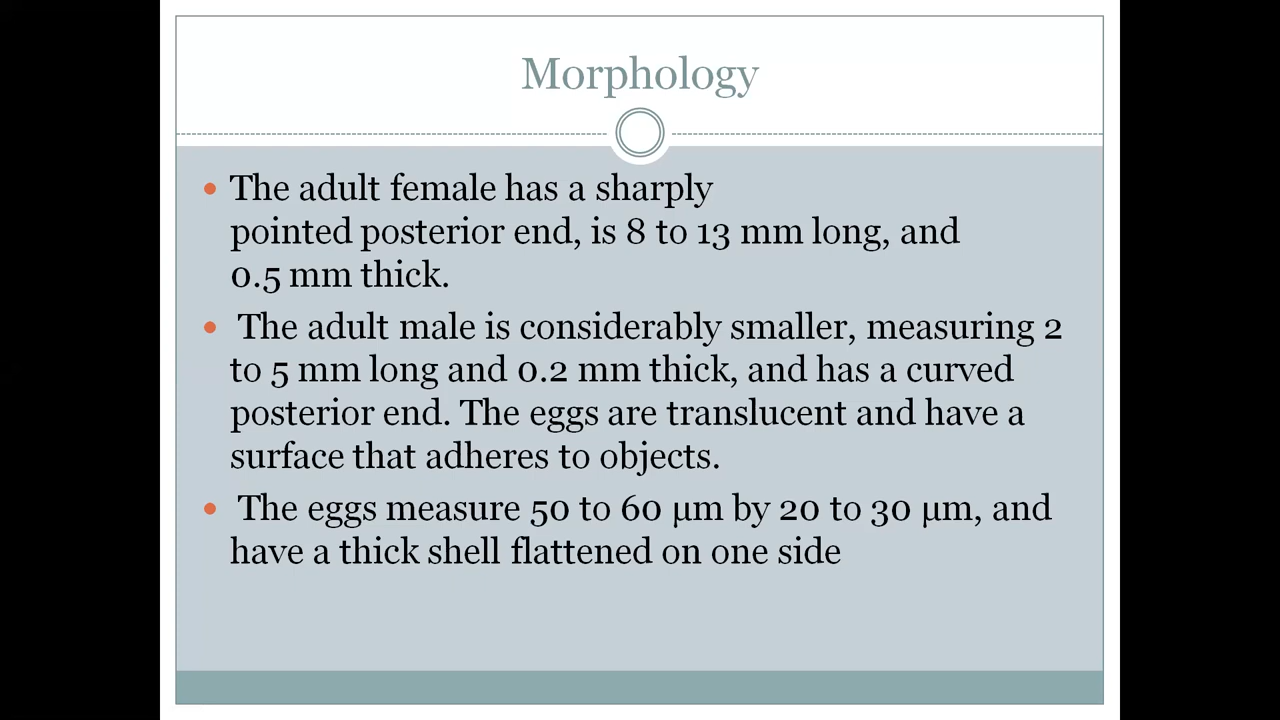 Morphology
• The adult female has a sharply
pointed posterior end, is 8 to 13 mm long, and
0.5 mm thick.
• The adult male is considerably smaller, measuring 2
to 5 mm long and 0.2 mm thick, and has a curved
posterior end. The eggs are translucent and have a
surface that adheres to objects.
• The eggs measure 50 to 60 μm by 20 to 30 μm, and
have a thick shell flattened on one side